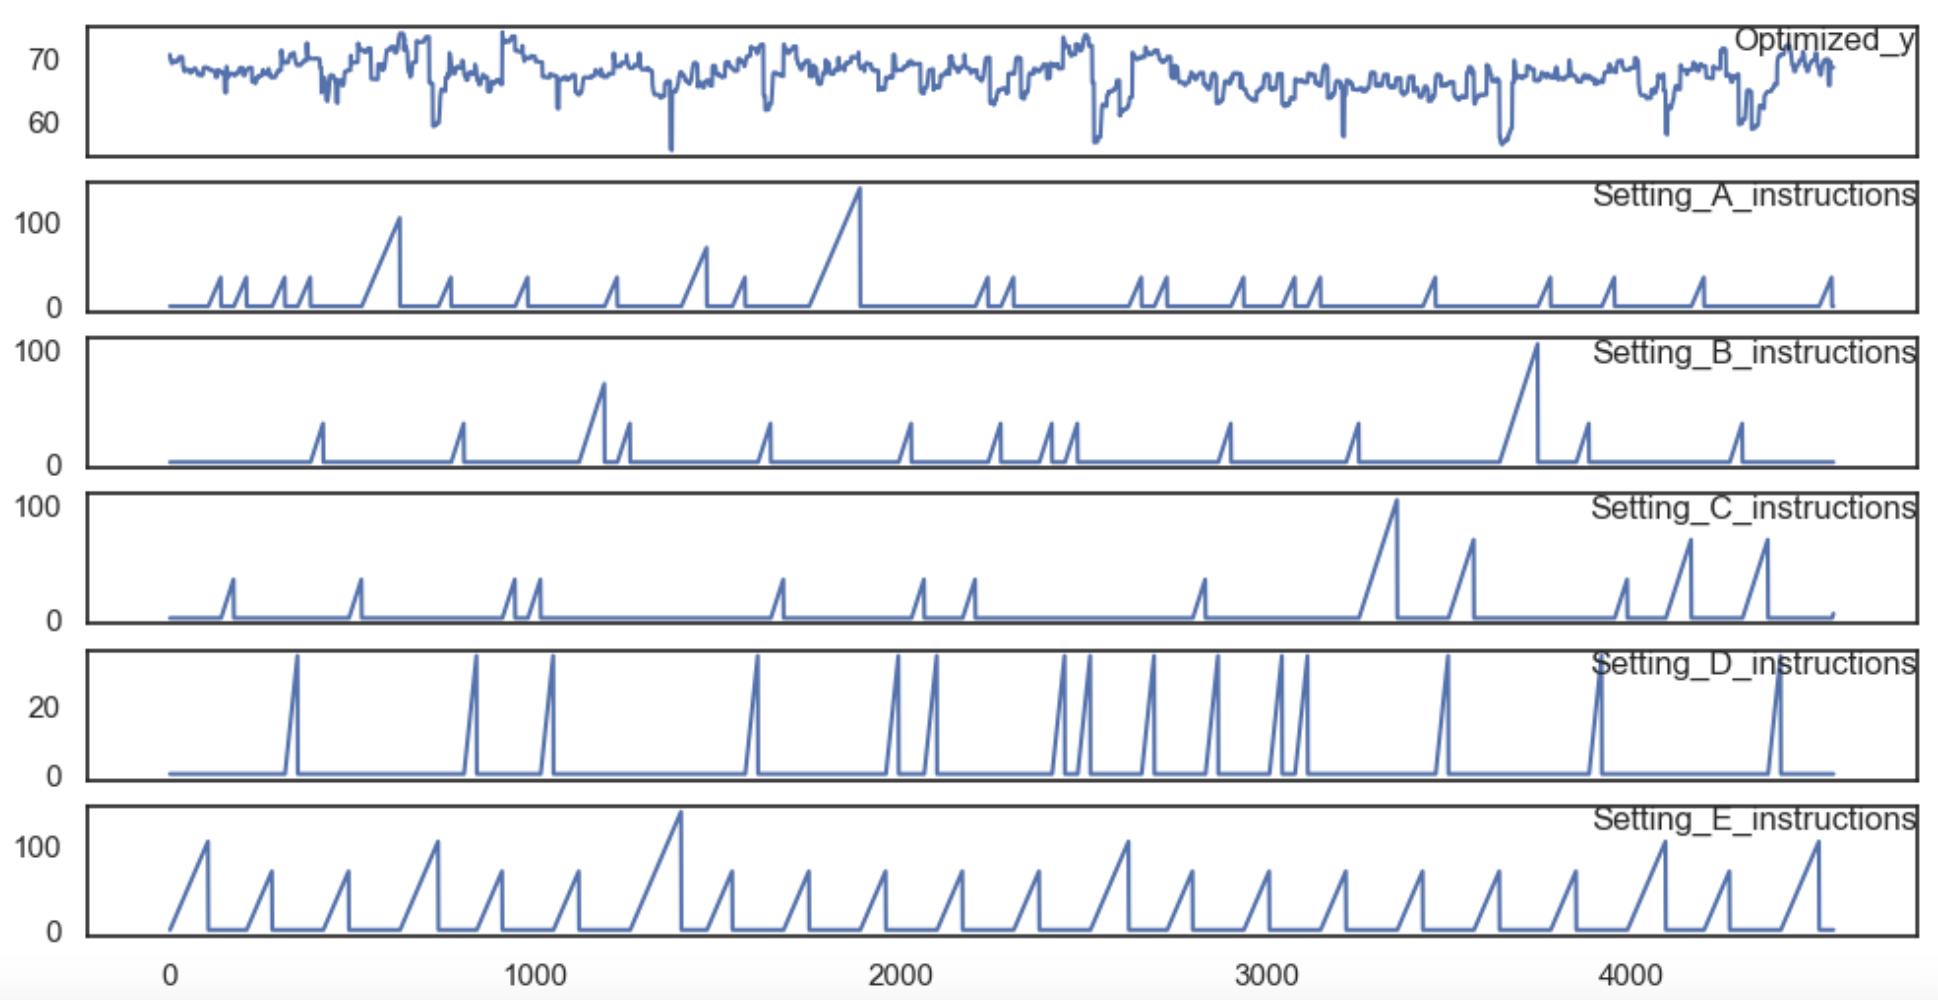 Optimized_y
70
60
Setting_A_instructions
100
0
Setting_B_instructions
100
0
Setting_C_instructions
100
0
Setting_D_instructions
20
0
Setting_E_instructions
100
0
0 1000 2000 3000 4000